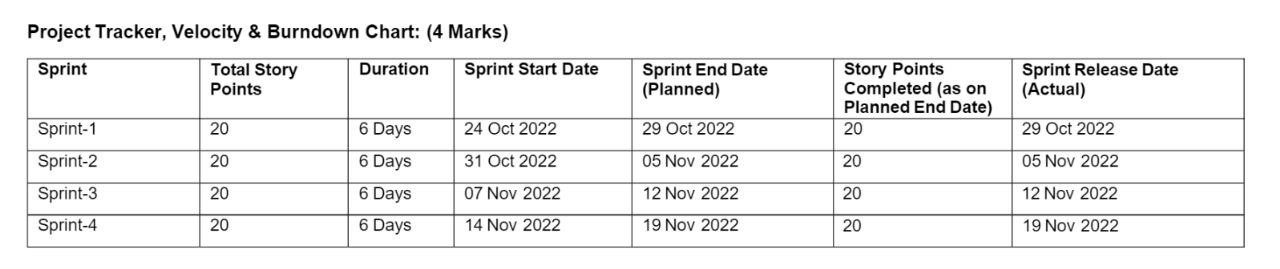 Project Tracker, Velocity & Burndown Chart: (4 Marks)
Sprint Total Story Points Duration Sprint Start Date Sprint End Date (Planned) Story Points Completed (as on Planned End Date) Sprint Release Date (Actual)
Sprint-1 20 6 Days 24 Oct 2022 29 Oct 2022 20 29 Oct 2022
Sprint-2 20 6 Days 31 Oct 2022 05 Nov 2022 20 05 Nov 2022
Sprint-3 20 6 Days 07 Nov 2022 12 Nov 2022 20 12 Nov 2022
Sprint-4 20 6 Days 14 Nov 2022 19 Nov 2022 20 19 Nov 2022